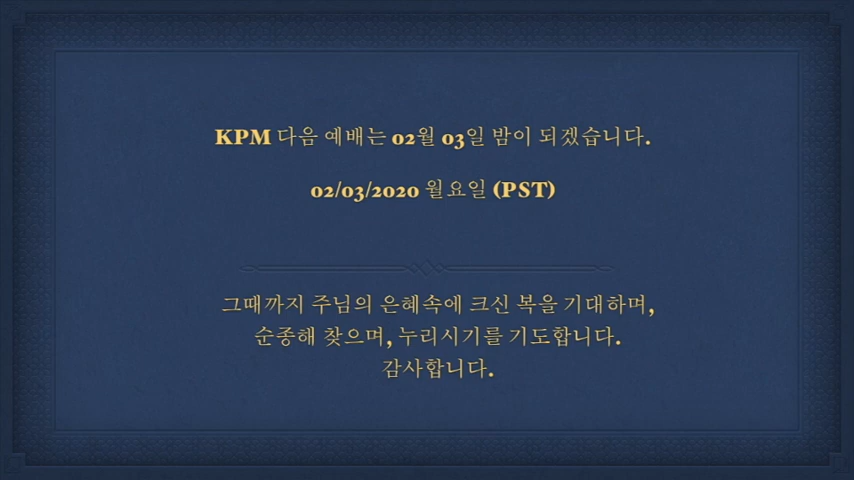 KPM 다음 예배는 02월 03일 밤이 되겠습니다.
02/03/2020 월요일 (PST)
그때까지 주님의 은혜속에 크신 복을 기대하며,
순종해 찾으며, 누리시기를 기도합니다.
감사합니다.